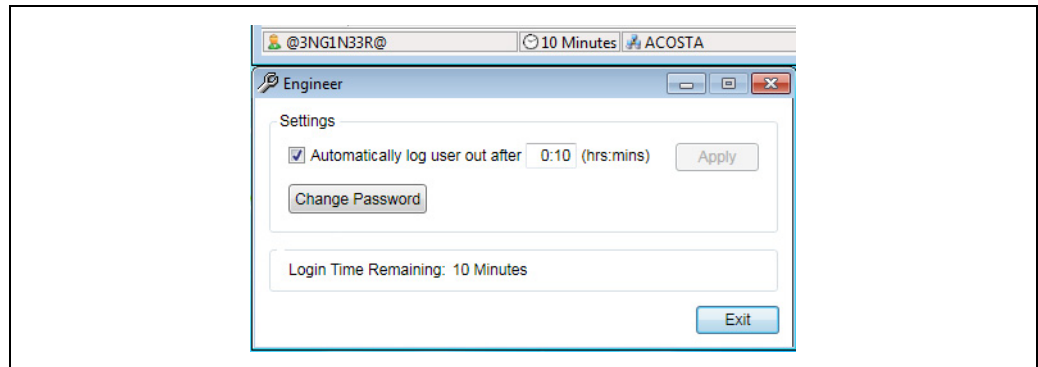 @3NG1N33R@ 10 Minutes ACOSTA
Engineer
Settings
Automatically log user out after 0:10 (hrs:mins) Apply
Change Password
Login Time Remaining: 10 Minutes
Exit